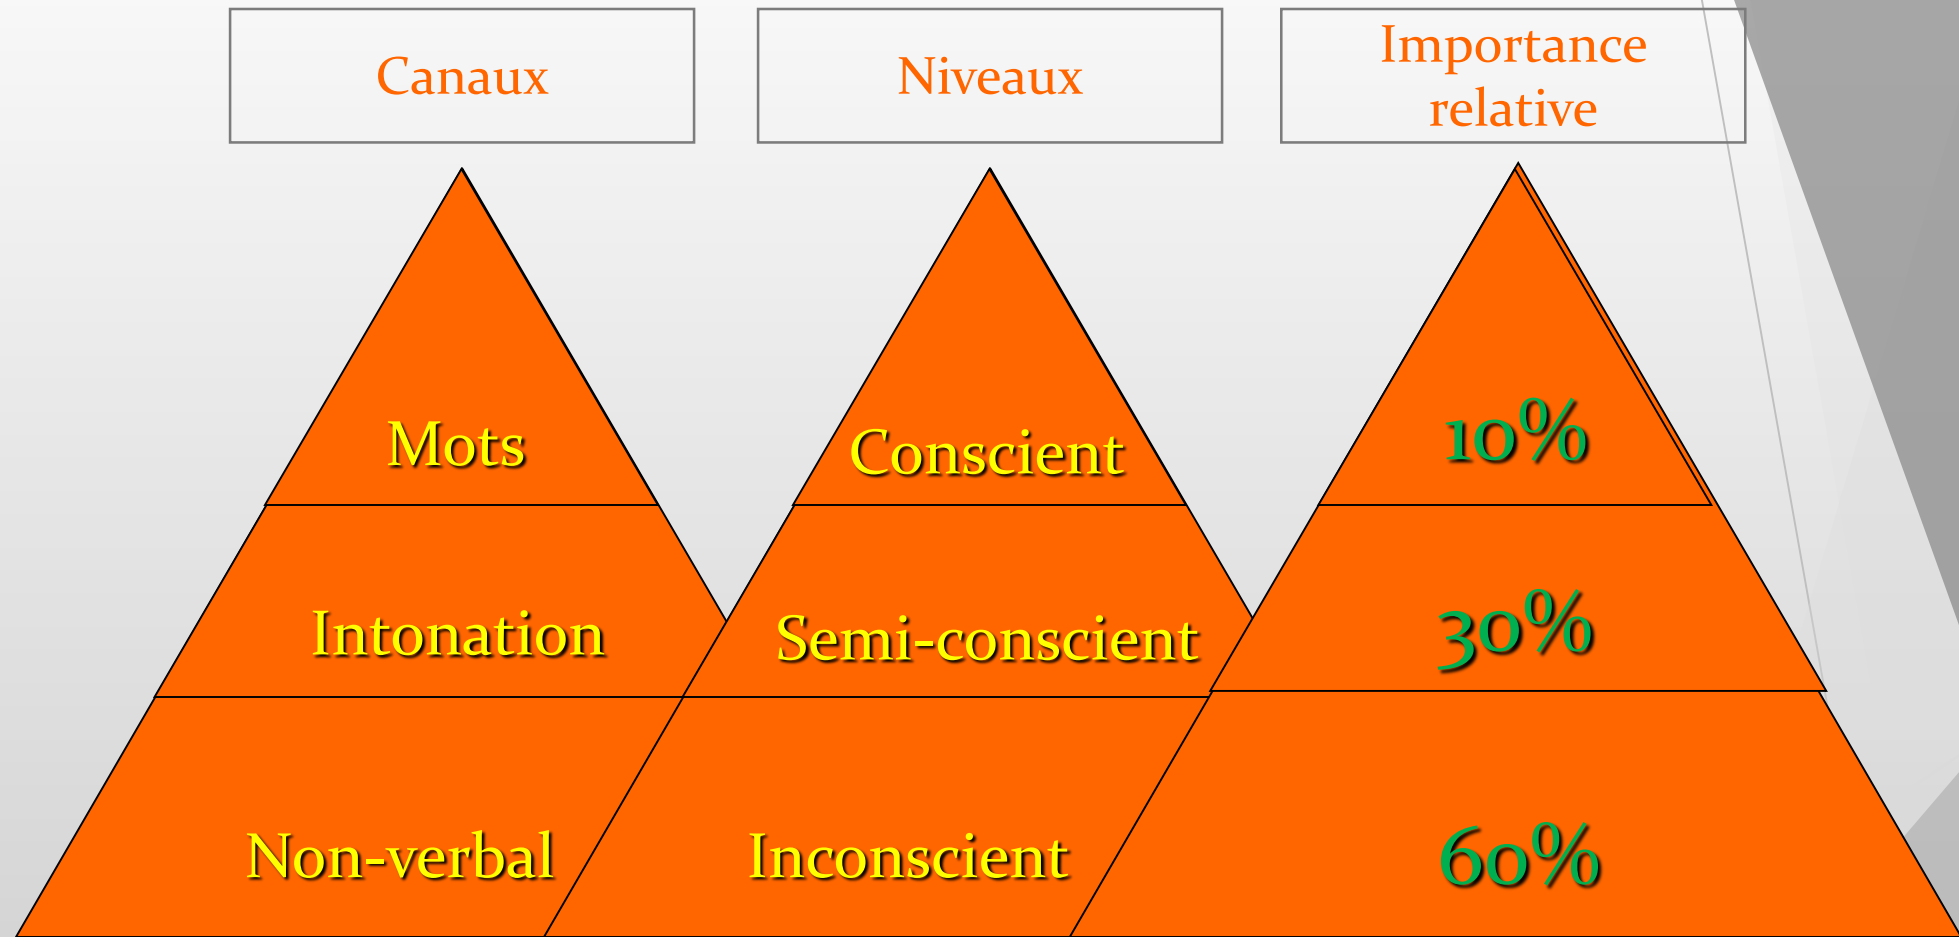 Canaux
Niveaux
Importance
relative
Mots
Conscient
10%
Intonation
Semi-conscient
30%
Non-verbal
Inconscient
60%